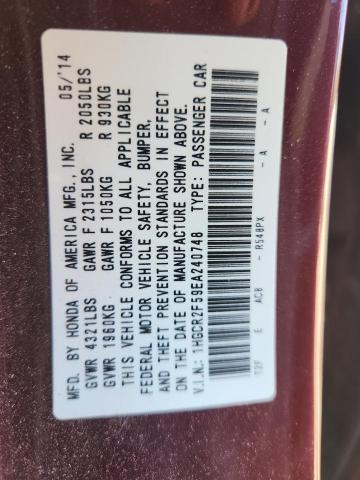 MFD. BY HONDA OF AMERICA MFG., INC. 05/'14
GVWR 4321LBS GAWR F 2315LBS R 2050LBS
GVWR 1960KG GAWR F 1050KG R 930KG
THIS VEHICLE CONFORMS TO ALL APPLICABLE
FEDERAL MOTOR VEHICLE SAFETY, BUMPER,
AND THEFT PREVENTION STANDARDS IN EFFECT
ON THE DATE OF MANUFACTURE SHOWN ABOVE.
V.I.N.: 1HGCR2F59EA240748 TYPE: PASSENGER CAR
T2F E ACB - R548PX - A - A